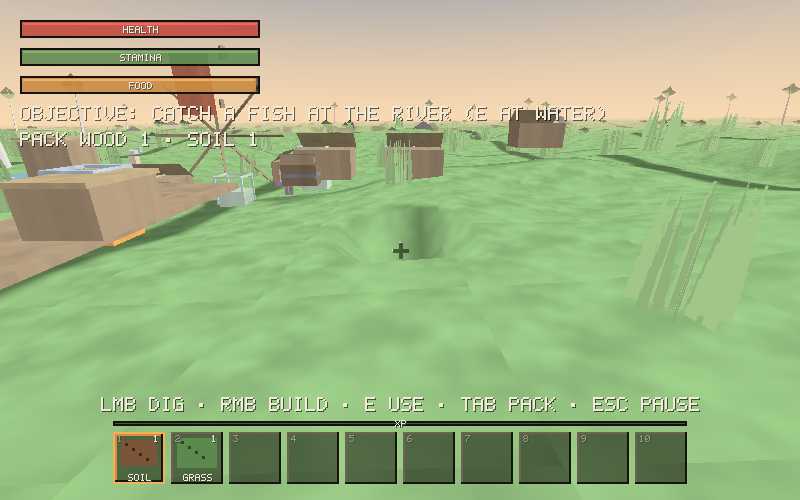 HEALTH
STAMINA
FOOD
OBJECTIVE: CATCH A FISH AT THE RIVER (E AT WATER)
PACK WOOD 1 · SOIL 1
LMB DIG · RMB BUILD · E USE · TAB PACK · ESC PAUSE
XP
1 1 2 1 3 4 5 6 7 8 9 10
SOIL GRASS